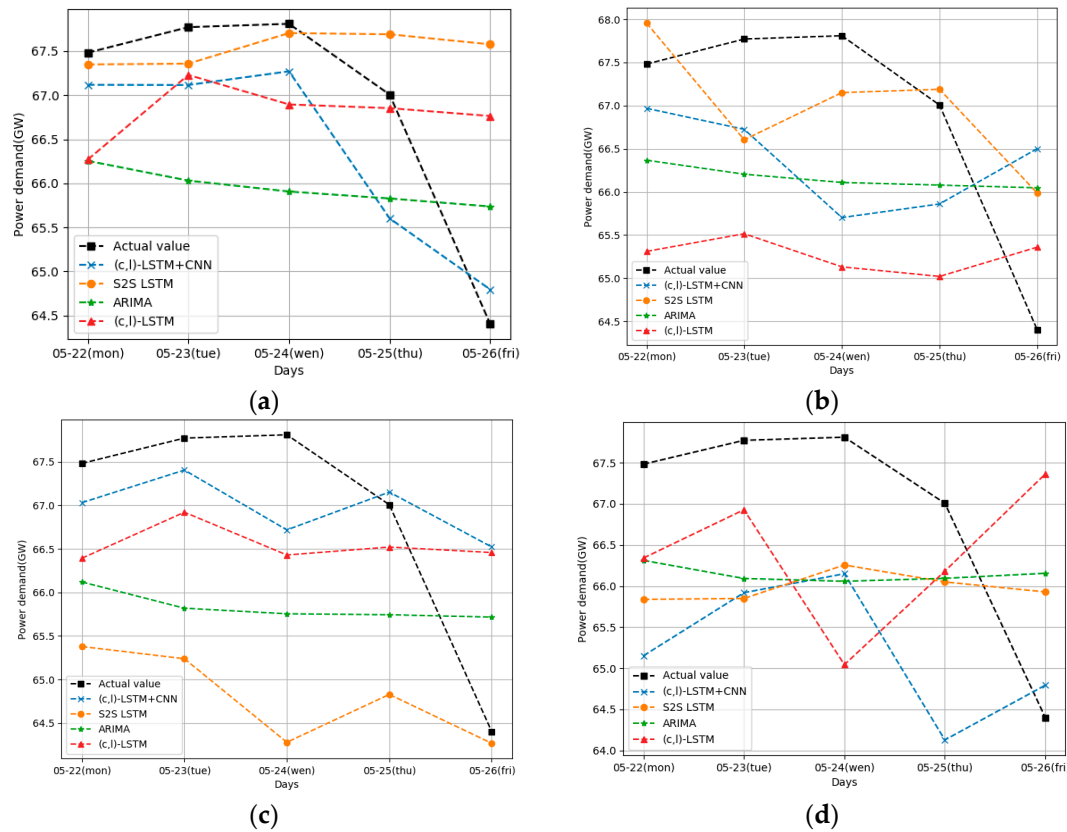 67.5
67.0
66.5
66.0
65.5
65.0
64.5
Power demand(GW)
Actual value
(c,l)-LSTM+CNN
S2S LSTM
ARIMA
(c,l)-LSTM
05-22(mon) 05-23(tue) 05-24(wen) 05-25(thu) 05-26(fri)
Days
(a)
68.0
67.5
67.0
66.5
66.0
65.5
65.0
64.5
Power demand(GW)
Actual value
(c,l)-LSTM+CNN
S2S LSTM
ARIMA
(c,l)-LSTM
05-22(mon) 05-23(tue) 05-24(wen) 05-25(thu) 05-26(fri)
Days
(b)
67.5
67.0
66.5
66.0
65.5
65.0
64.5
Power demand(GW)
Actual value
(c,l)-LSTM+CNN
S2S LSTM
ARIMA
(c,l)-LSTM
05-22(mon) 05-23(tue) 05-24(wen) 05-25(thu) 05-26(fri)
Days
(c)
67.5
67.0
66.5
66.0
65.5
65.0
64.5
64.0
Power demand(GW)
Actual value
(c,l)-LSTM+CNN
S2S LSTM
ARIMA
(c,l)-LSTM
05-22(mon) 05-23(tue) 05-24(wen) 05-25(thu) 05-26(fri)
Days
(d)